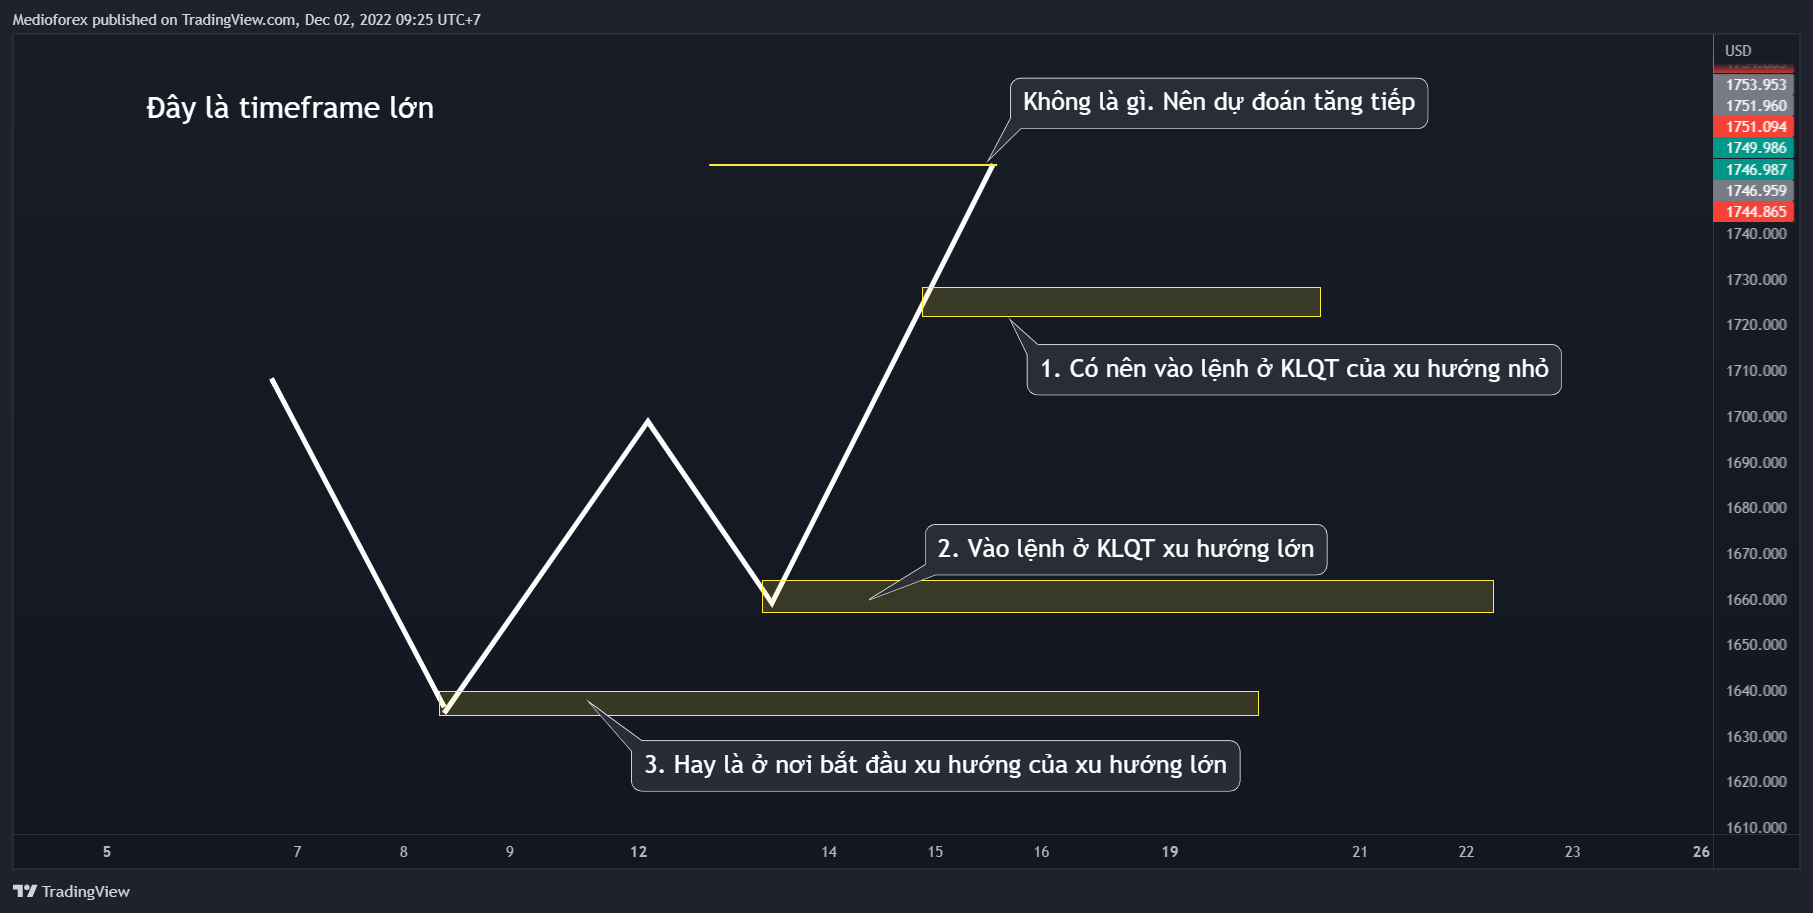 Medioforex published on TradingView.com, Dec 02, 2022 09:25 UTC+7
USD
Đây là timeframe lớn
Không là gì. Nên dự đoán tăng tiếp
1753.953
1751.960
1751.094
1749.986
1746.987
1746.959
1744.865
1740.000
1730.000
1720.000
1. Có nên vào lệnh ở KLQT của xu hướng nhỏ
1710.000
1700.000
1690.000
1680.000
1670.000
2. Vào lệnh ở KLQT xu hướng lớn
1660.000
1650.000
1640.000
1630.000
3. Hay là ở nơi bắt đầu xu hướng của xu hướng lớn
1620.000
1610.000
5 7 8 9 12 14 15 16 19 21 22 23 26
TradingView